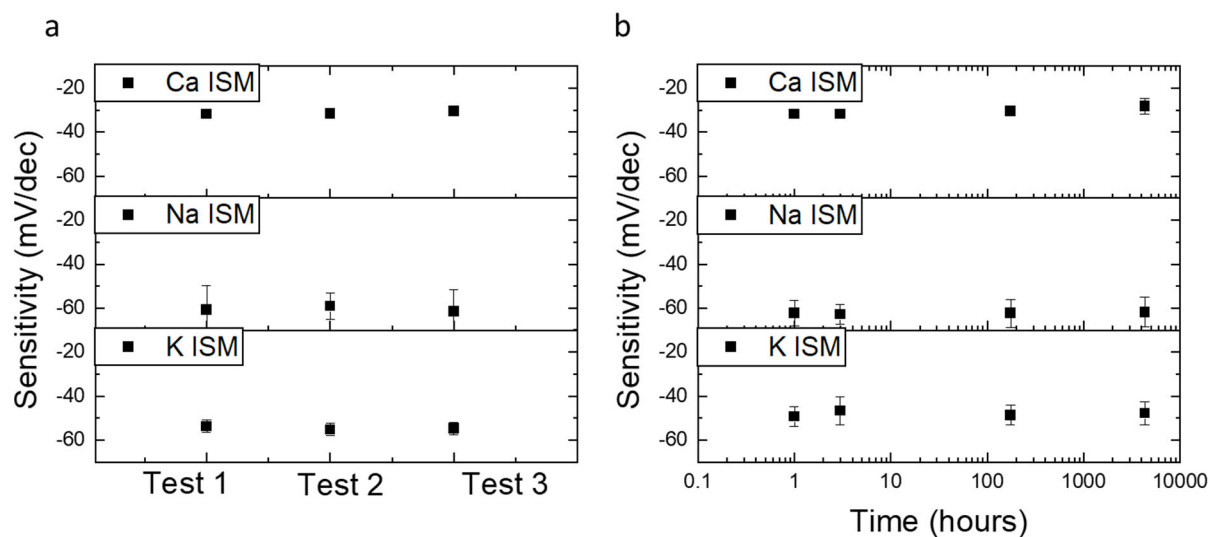 a
Sensitivity (mV/dec)
Ca ISM
-20
-40
-60
Na ISM
-20
-40
-60
K ISM
-20
-40
-60
Test 1 Test 2 Test 3
b
Sensitivity (mV/dec)
Ca ISM
-20
-40
-60
Na ISM
-20
-40
-60
K ISM
-20
-40
-60
0.1 1 10 100 1000 10000
Time (hours)